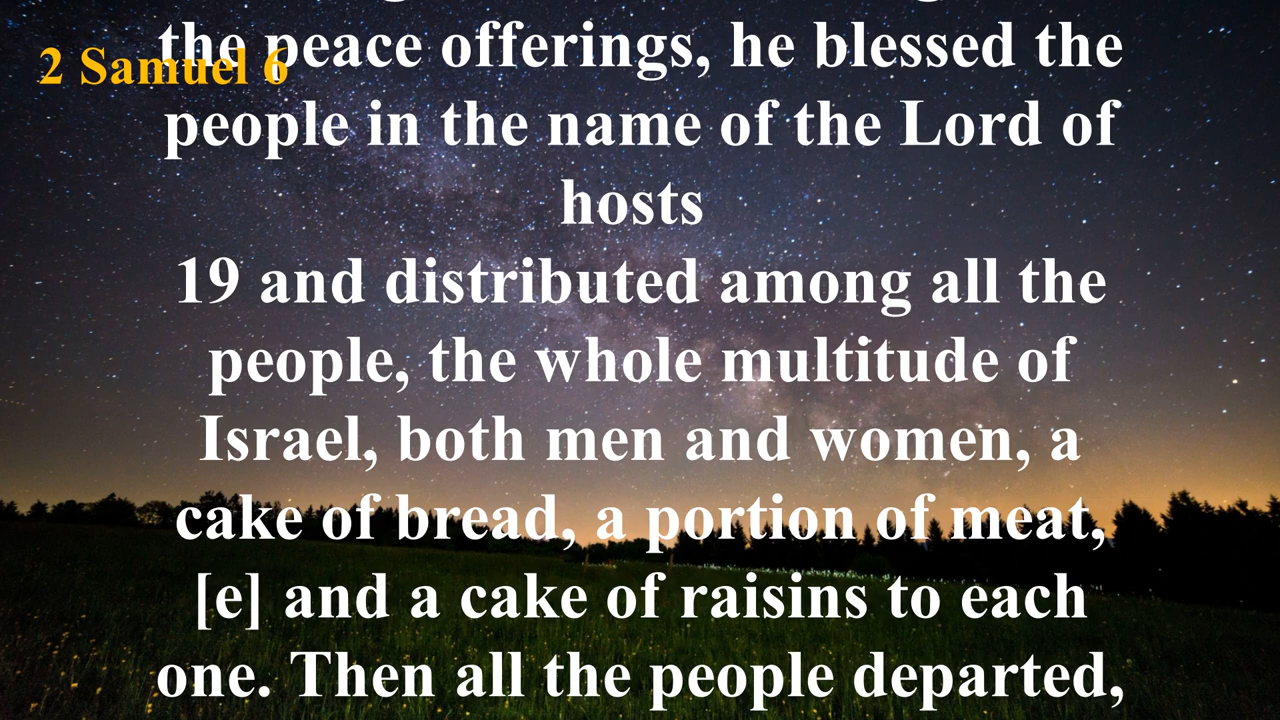 the peace offerings, he blessed the
2 Samuel 6
people in the name of the Lord of
hosts
19 and distributed among all the
people, the whole multitude of
Israel, both men and women, a
cake of bread, a portion of meat,
[e] and a cake of raisins to each
one. Then all the people departed,